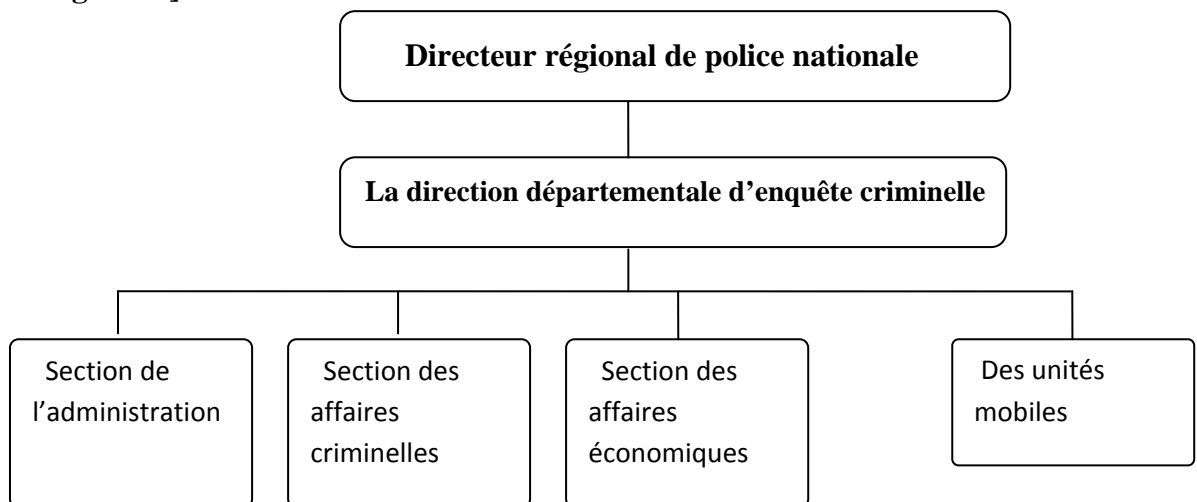 Directeur régional de police nationale
La direction départementale d'enquête criminelle
Section de
l'administration
Section des
affaires
criminelles
Section des
affaires
économiques
Des unités
mobiles